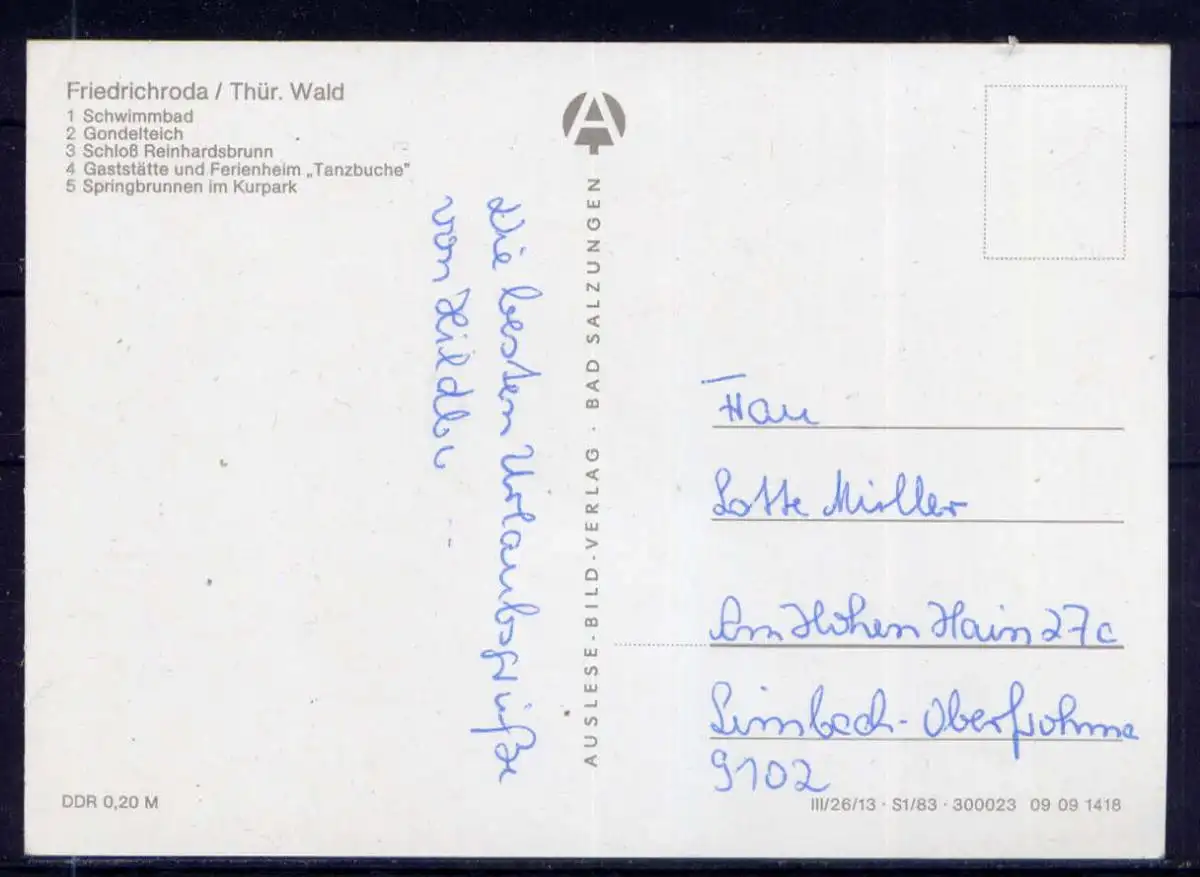 Friedrichroda / Thür. Wald
1 Schwimmbad
2 Gondelteich
3 Schloß Reinhardsbrunn
4 Gaststätte und Ferienheim „Tanzbuche"
5 Springbrunnen im Kurpark
Die besten Urlaubsgrüße
von
AUSLESE-BILD-VERLAG · BAD SALZUNGEN
Frau
Lotte Müller
Am Hohen Hain 27c
Limbach-Oberfrohna
9102
DDR 0,20 M
III/26/13 · S1/83 · 300023 09 09 1418